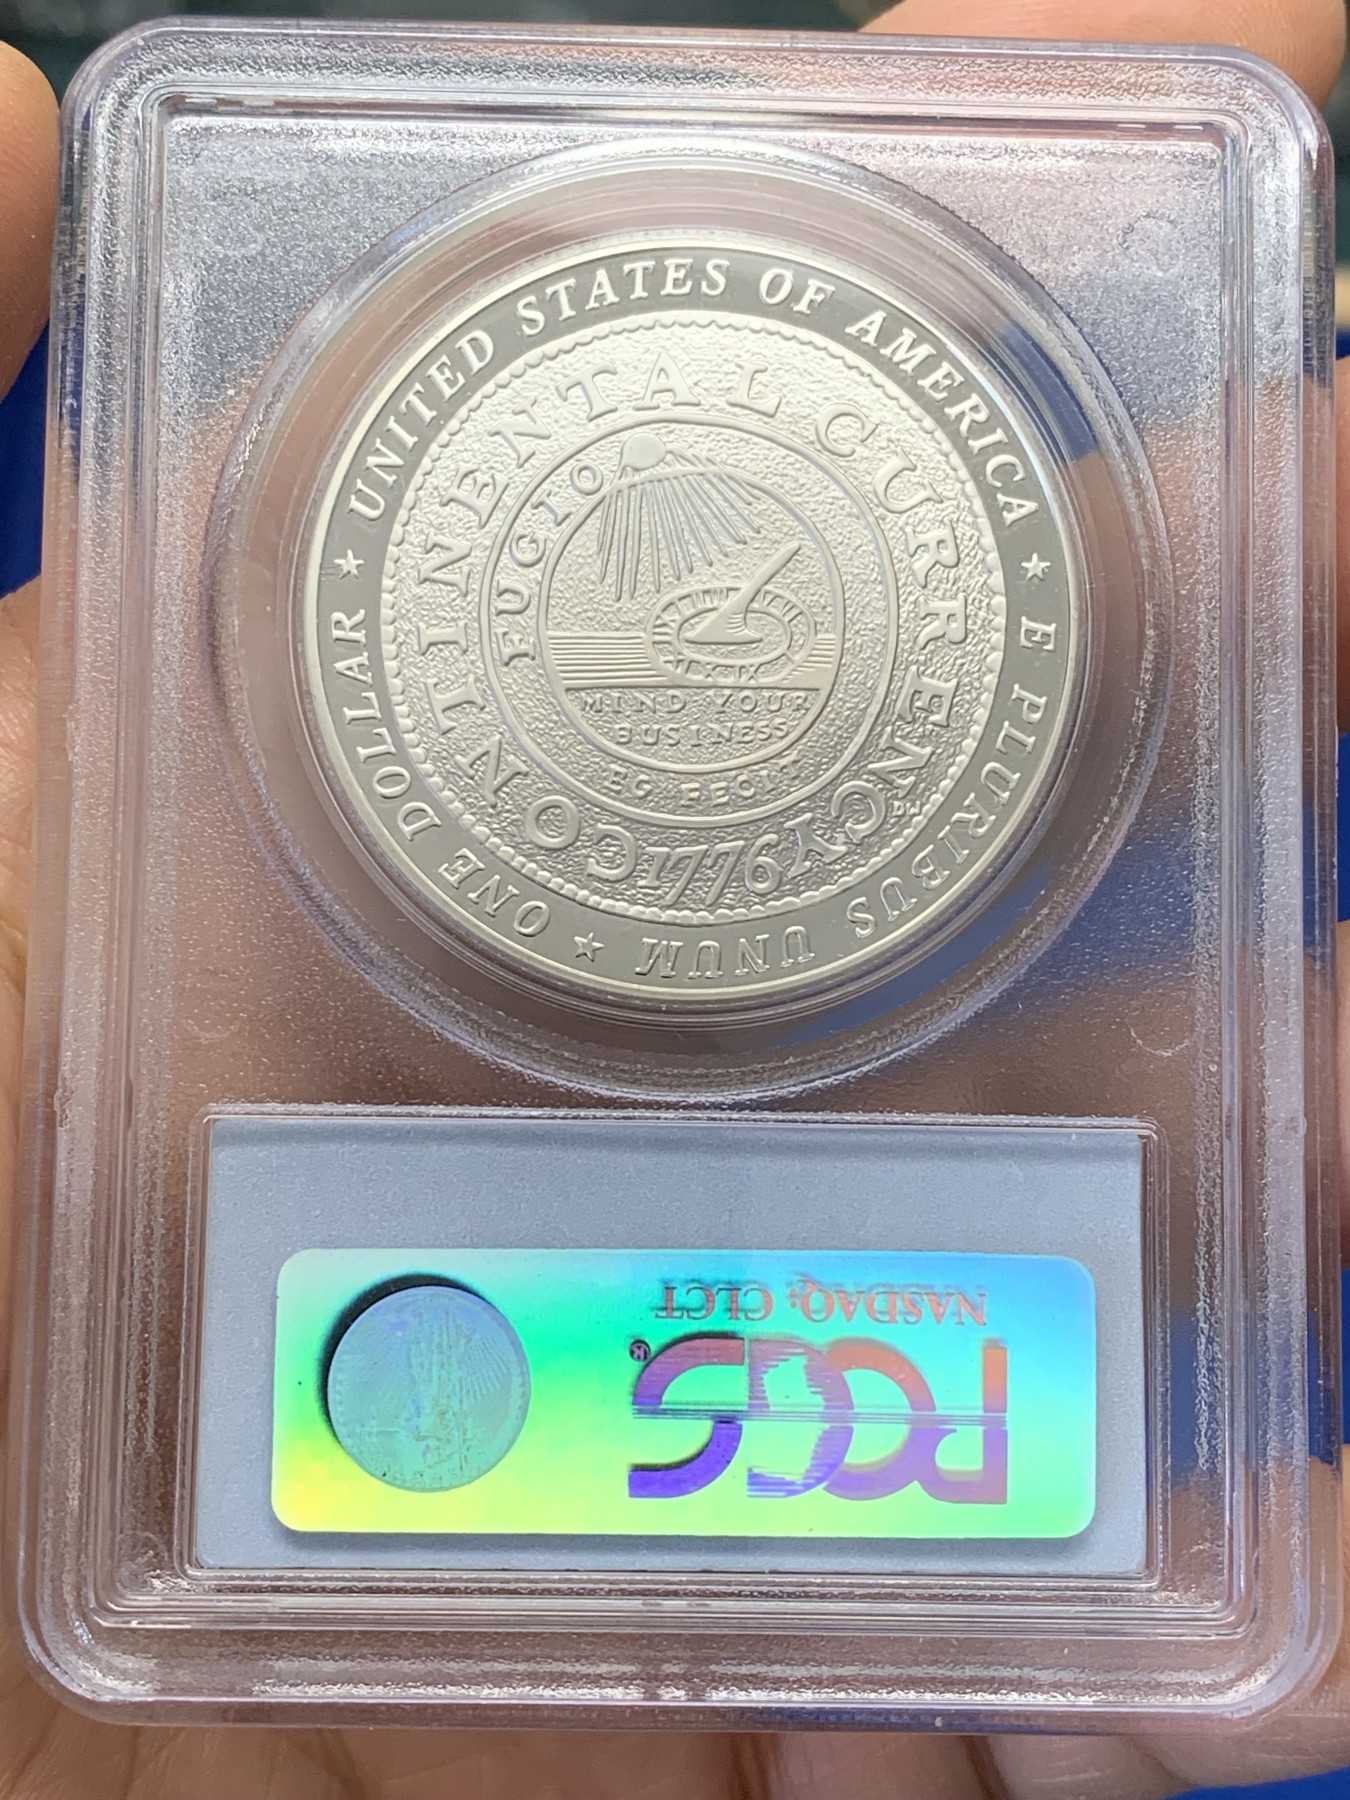 UNITED STATES OF AMERICA ★ E PLURIBUS UNUM ★ ONE DOLLAR ★
CONTINENTAL CURRENCY 1776
FUGIO
MIND YOUR
BUSINESS
EG FECIT
DW
PCGS®
NASDAQ: CLCT